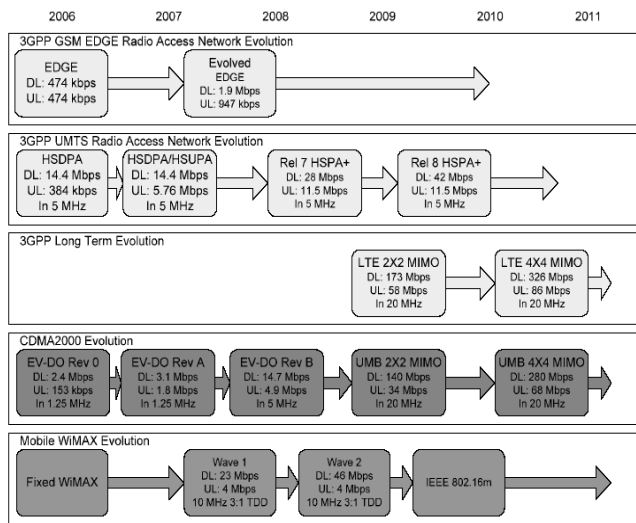 2006 2007 2008 2009 2010 2011
3GPP GSM EDGE Radio Access Network Evolution
EDGE
DL: 474 kbps
UL: 474 kbps
Evolved
EDGE
DL: 1.9 Mbps
UL: 947 kbps
3GPP UMTS Radio Access Network Evolution
HSDPA
DL: 14.4 Mbps
UL: 384 kbps
In 5 MHz
HSDPA/HSUPA
DL: 14.4 Mbps
UL: 5.76 Mbps
In 5 MHz
Rel 7 HSPA+
DL: 28 Mbps
UL: 11.5 Mbps
In 5 MHz
Rel 8 HSPA+
DL: 42 Mbps
UL: 11.5 Mbps
In 5 MHz
3GPP Long Term Evolution
LTE 2X2 MIMO
DL: 173 Mbps
UL: 58 Mbps
In 20 MHz
LTE 4X4 MIMO
DL: 326 Mbps
UL: 86 Mbps
In 20 MHz
CDMA2000 Evolution
EV-DO Rev 0
DL: 2.4 Mbps
UL: 153 kbps
In 1.25 MHz
EV-DO Rev A
DL: 3.1 Mbps
UL: 1.8 Mbps
In 1.25 MHz
EV-DO Rev B
DL: 14.7 Mbps
UL: 4.9 Mbps
In 5 MHz
UMB 2X2 MIMO
DL: 140 Mbps
UL: 34 Mbps
In 20 MHz
UMB 4X4 MIMO
DL: 280 Mbps
UL: 68 Mbps
In 20 MHz
Mobile WiMAX Evolution
Fixed WiMAX
Wave 1
DL: 23 Mbps
UL: 4 Mbps
10 MHz 3:1 TDD
Wave 2
DL: 46 Mbps
UL: 4 Mbps
10 MHz 3:1 TDD
IEEE 802.16m